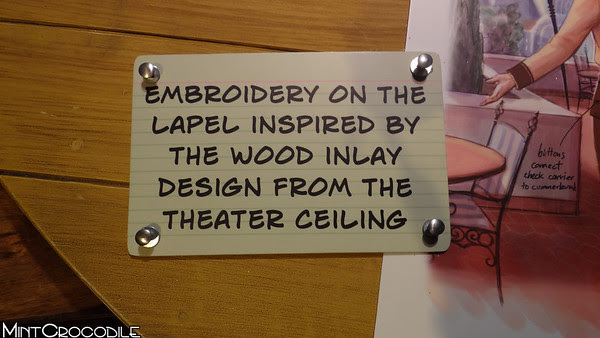 EMBROIDERY ON THE
LAPEL INSPIRED BY
THE WOOD INLAY
DESIGN FROM THE
THEATER CEILING
buttons
connect
check carrier
to cummerbund
MINTCROCODILE